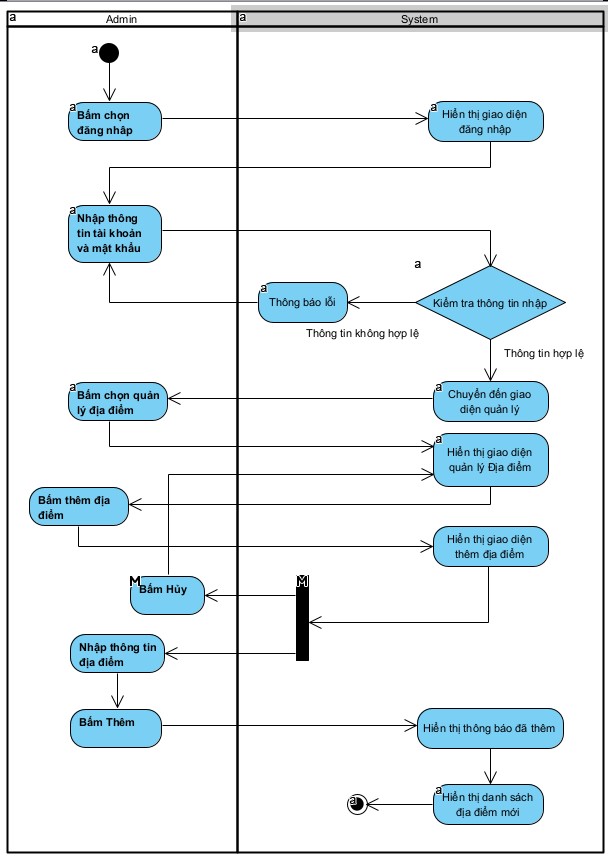 a
Admin
a
System
a
a
Bấm chọn
đăng nhâp
a
Hiển thị giao diện
đăng nhập
a
Nhập thông
tin tài khoản
và mật khẩu
a
Kiểm tra thông tin nhập
a
Thông báo lỗi
Thông tin không hợp lệ
Thông tin hợp lệ
a
Bấm chọn quản
lý địa điểm
a
Chuyển đến giao
diện quản lý
a
Hiển thị giao diện
quản lý Địa điểm
Bấm thêm địa
điểm
Hiển thị giao diện
thêm địa điểm
M
Bấm Hủy
M
Nhập thông tin
địa điểm
Bấm Thêm
Hiển thị thông báo đã thêm
a
Hiển thị danh sách
địa điểm mới
a